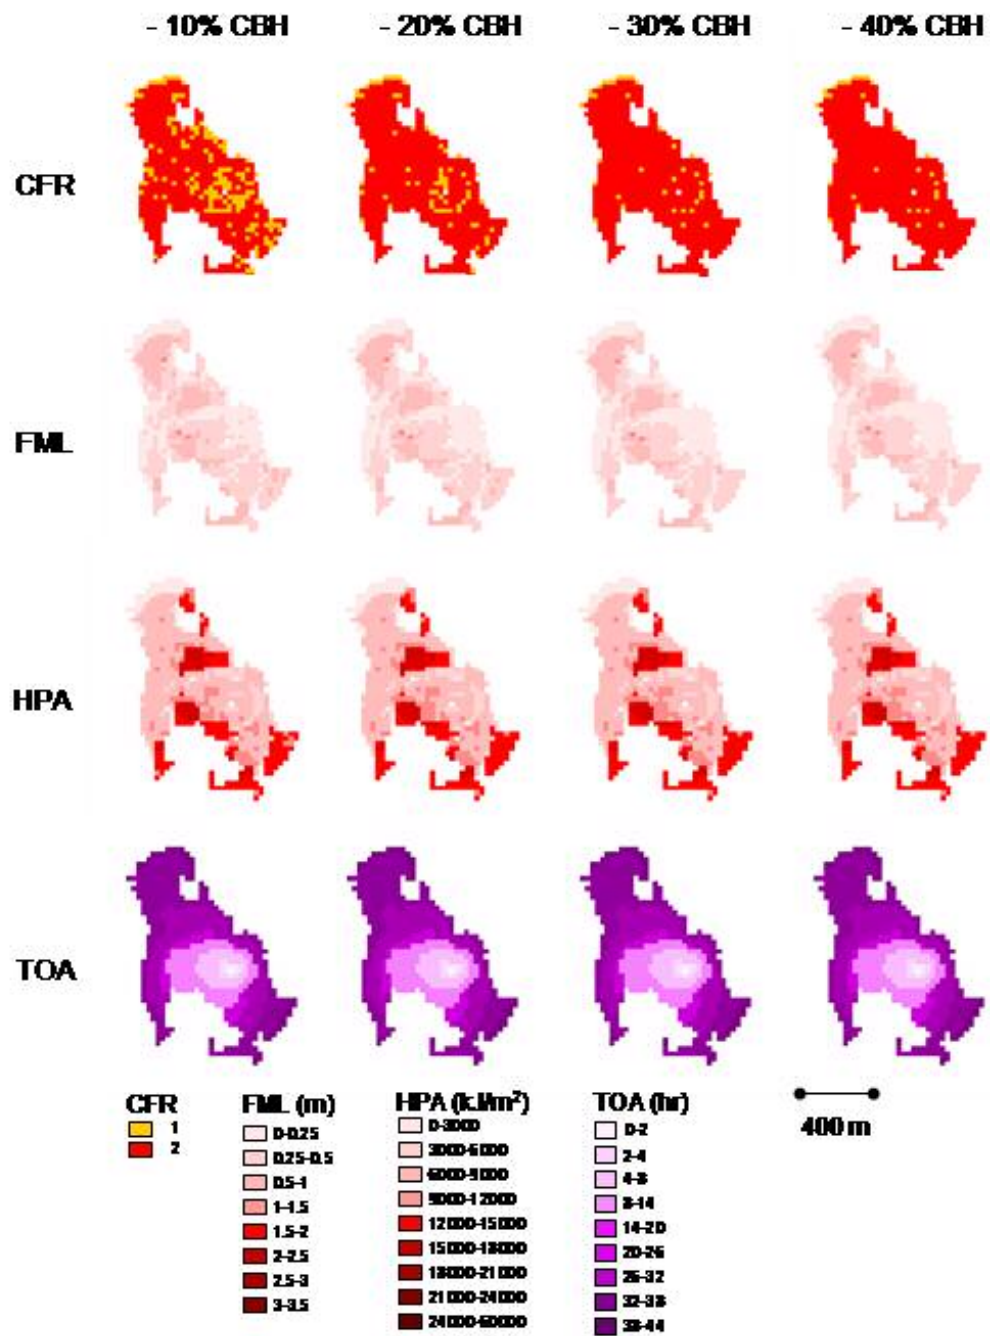 - 10% CBH
- 20% CBH
- 30% CBH
- 40% CBH
CFR
FML
HPA
TOA
CFR
1
2
FML (m)
0-0.25
0.25-0.5
0.5-1
1-1.5
1.5-2
2-2.5
2.5-3
3-3.5
HPA (kJ/m²)
0-3000
3000-6000
6000-9000
9000-12000
12000-15000
15000-18000
18000-21000
21000-24000
24000-60000
TOA (hr)
0-2
2-4
4-8
8-14
14-20
20-26
26-32
32-38
38-44
400 m